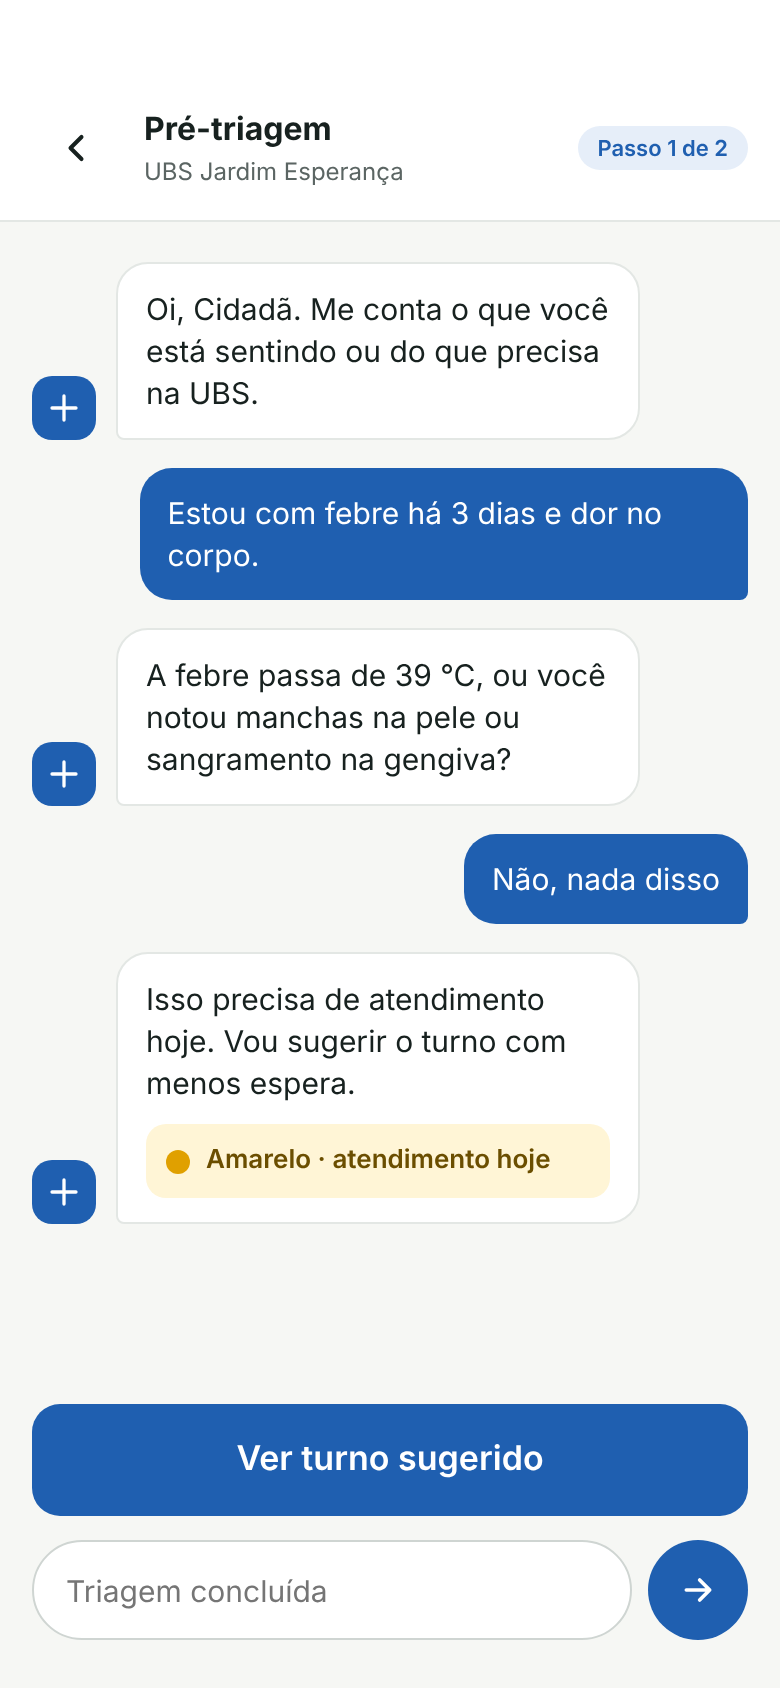 Pré-triagem
UBS Jardim Esperança
Passo 1 de 2
Oi, Cidadã. Me conta o que você
está sentindo ou do que precisa
na UBS.
Estou com febre há 3 dias e dor no
corpo.
A febre passa de 39 °C, ou você
notou manchas na pele ou
sangramento na gengiva?
Não, nada disso
Isso precisa de atendimento
hoje. Vou sugerir o turno com
menos espera.
Amarelo · atendimento hoje
Ver turno sugerido
Triagem concluída